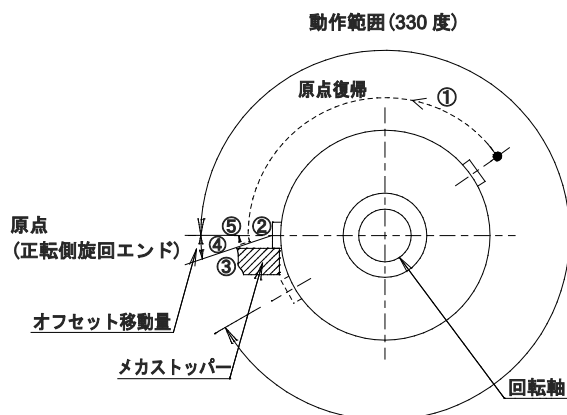 動作範囲(330 度)
原点復帰
①
原点
(正転側旋回エンド)
⑤
②
④
③
オフセット移動量
メカストッパー
回転軸